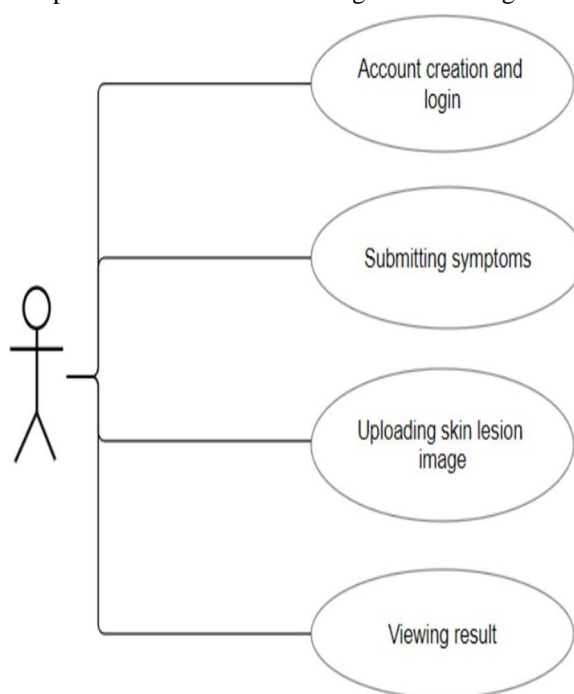 Account creation and
login
Submitting symptoms
Uploading skin lesion
image
Viewing result